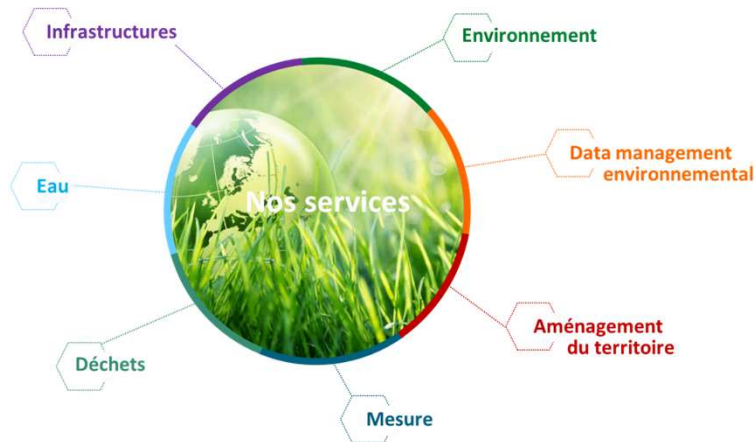 Infrastructures
Environnement
Nos services
Data management
environnemental
Eau
Aménagement
du territoire
Déchets
Mesure